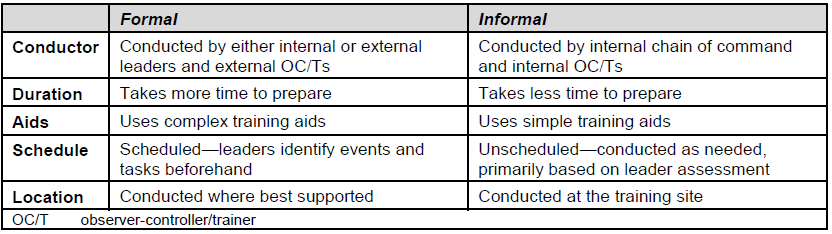 Formal Informal
Conductor Conducted by either internal or external Conducted by internal chain of command
leaders and external OC/Ts and internal OC/Ts
Duration Takes more time to prepare Takes less time to prepare
Aids Uses complex training aids Uses simple training aids
Schedule Scheduled—leaders identify events and Unscheduled—conducted as needed,
tasks beforehand primarily based on leader assessment
Location Conducted where best supported Conducted at the training site
OC/T observer-controller/trainer